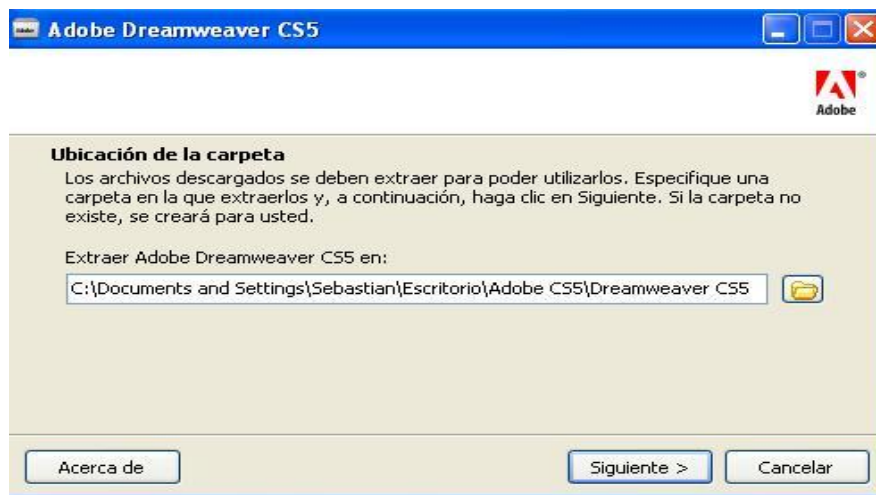 Adobe Dreamweaver CS5
Adobe
Ubicación de la carpeta
Los archivos descargados se deben extraer para poder utilizarlos. Especifique una
carpeta en la que extraerlos y, a continuación, haga clic en Siguiente. Si la carpeta no
existe, se creará para usted.
Extraer Adobe Dreamweaver CS5 en:
C:\Documents and Settings\Sebastian\Escritorio\Adobe CS5\Dreamweaver CS5
Acerca de
Siguiente >
Cancelar